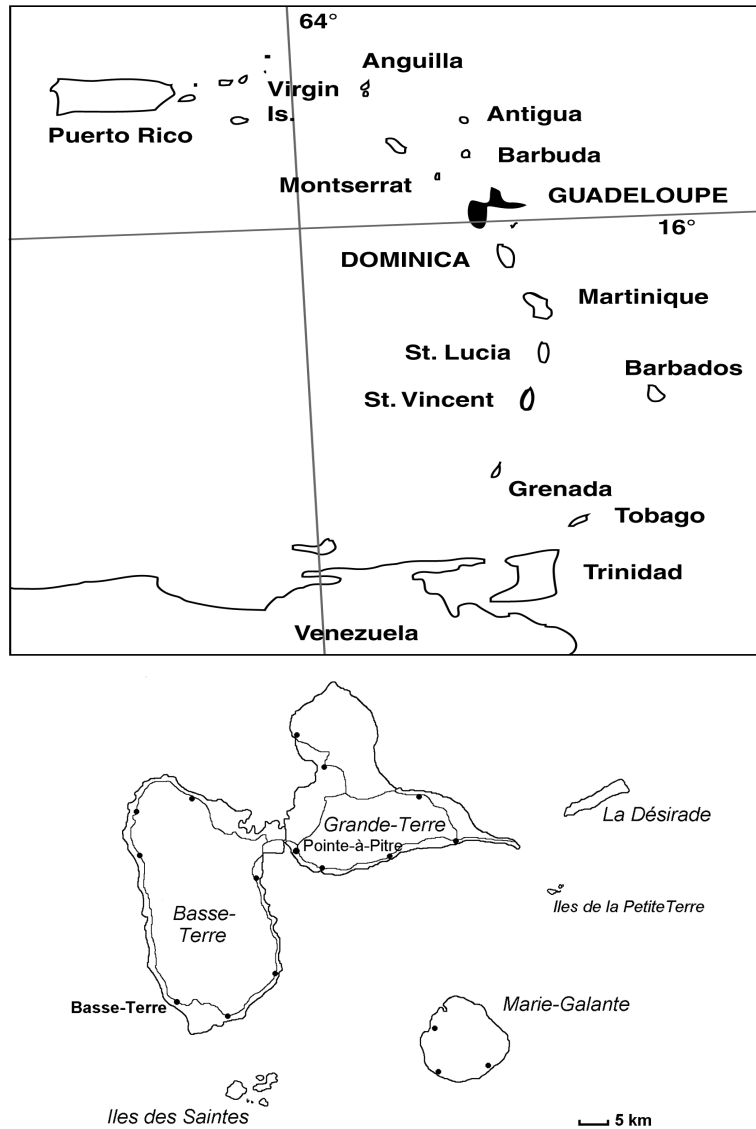 64°
Anguilla
Virgin
Is.
Antigua
Puerto Rico
Barbuda
Montserrat
GUADELOUPE
16°
DOMINICA
Martinique
St. Lucia
Barbados
St. Vincent
Grenada
Tobago
Trinidad
Venezuela
La Désirade
Grande-Terre
Pointe-à-Pitre
Iles de la Petite Terre
Basse-
Terre
Marie-Galante
Basse-Terre
Iles des Saintes
5 km